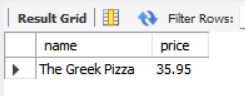 Result Grid Filter Rows:
name price
The Greek Pizza 35.95